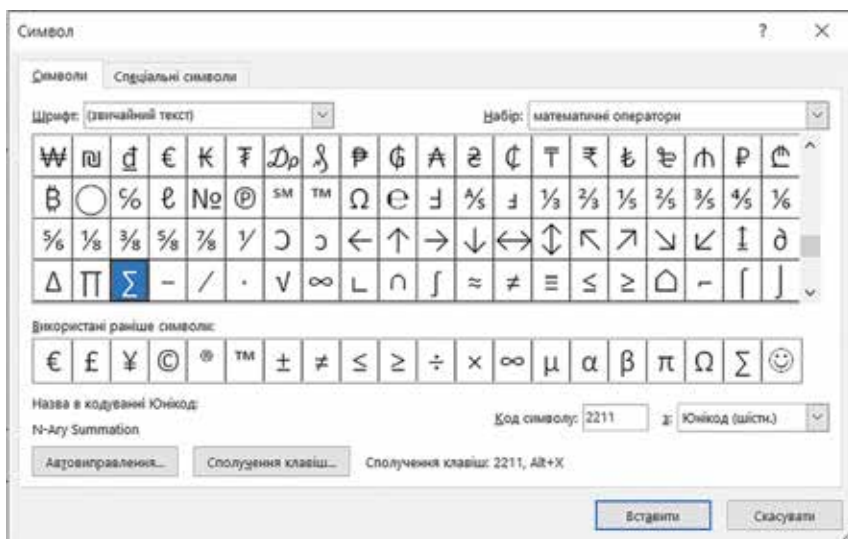 Символ ? ×
Символи Спеціальні символи
Шрифт: (звичайний текст) Набір: математичні оператори
₩ ₪ ₫ € ₭ ₮ ₯ ₰ ₱ ₲ ₳ ₴ ₵ ₸ ₹ ₺ ₻ ₼ ₽ ₾
₿ ⃝ ℅ ℓ № ℗ ℠ ™ Ω ℮ Ⅎ ⅍ ⅎ ⅓ ⅔ ⅕ ⅖ ⅗ ⅘ ⅙
⅚ ⅛ ⅜ ⅝ ⅞ ⅟ Ↄ ↄ ← ↑ → ↓ ↔ ↕ ↖ ↗ ↘ ↙ ↨ ∂
∆ ∏ ∑ − ∕ ∙ √ ∞ ∟ ∩ ∫ ≈ ≠ ≡ ≤ ≥ ⌂ ⌐ ⌠ ⌡
Використані раніше символи:
€ £ ¥ © ® ™ ± ≠ ≤ ≥ ÷ × ∞ µ α β π Ω ∑ ☺
Назва в кодуванні Юнікод:
N-Ary Summation
Код символу: 2211 з: Юнікод (шістн.)
Автовиправлення... Сполучення клавіш... Сполучення клавіш: 2211, Alt+X
Вставити Скасувати